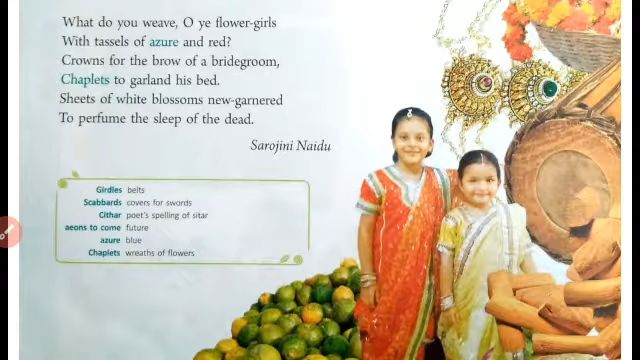 What do you weave, O ye flower-girls
With tassels of azure and red?
Crowns for the brow of a bridegroom,
Chaplets to garland his bed.
Sheets of white blossoms new-garnered
To perfume the sleep of the dead.
Sarojini Naidu
Girdles belts
Scabbards covers for swords
Cithar poet's spelling of sitar
aeons to come future
azure blue
Chaplets wreaths of flowers